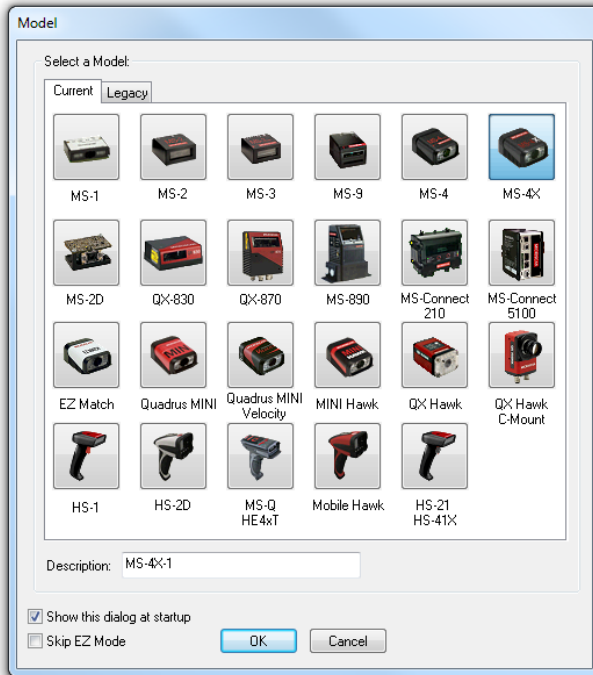 Model
Select a Model:
Current Legacy
MS-1 MS-2 MS-3 MS-9 MS-4 MS-4X
MS-2D QX-830 QX-870 MS-890 MS-Connect 210 MS-Connect 5100
EZ Match Quadrus MINI Quadrus MINI Velocity MINI Hawk QX Hawk QX Hawk C-Mount
HS-1 HS-2D MS-Q HE4xT Mobile Hawk HS-21 HS-41X
Description: MS-4X-1
Show this dialog at startup
Skip EZ Mode OK Cancel